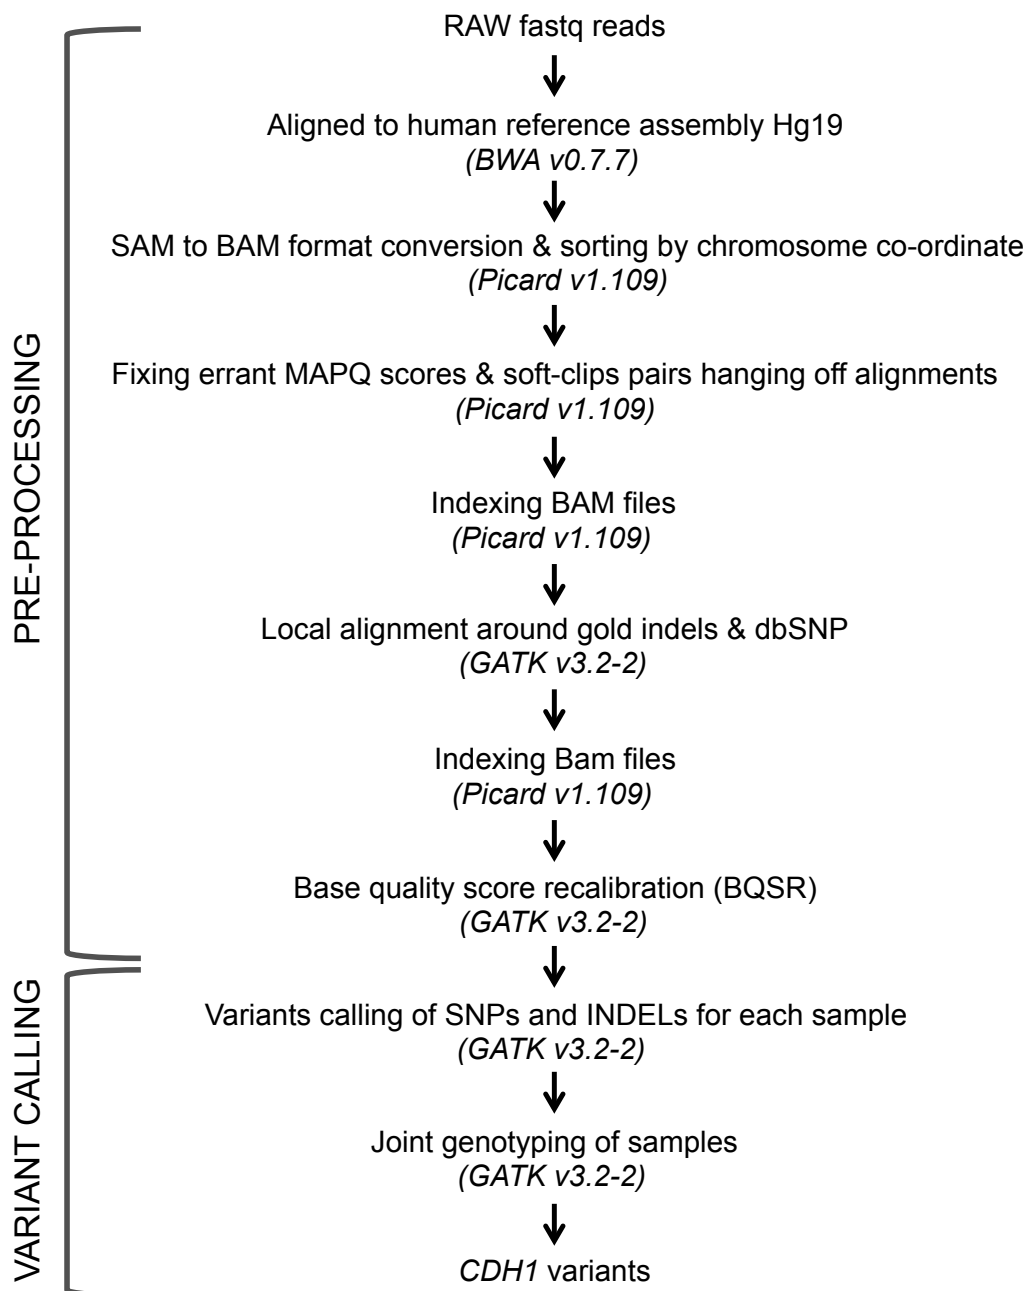 RAW fastq reads
Aligned to human reference assembly Hg19
(BWA v0.7.7)
SAM to BAM format conversion & sorting by chromosome co-ordinate
(Picard v1.109)
Fixing errant MAPQ scores & soft-clips pairs hanging off alignments
(Picard v1.109)
Indexing BAM files
(Picard v1.109)
Local alignment around gold indels & dbSNP
(GATK v3.2-2)
Indexing Bam files
(Picard v1.109)
Base quality score recalibration (BQSR)
(GATK v3.2-2)
PRE-PROCESSING
Variants calling of SNPs and INDELs for each sample
(GATK v3.2-2)
Joint genotyping of samples
(GATK v3.2-2)
CDH1 variants
VARIANT CALLING